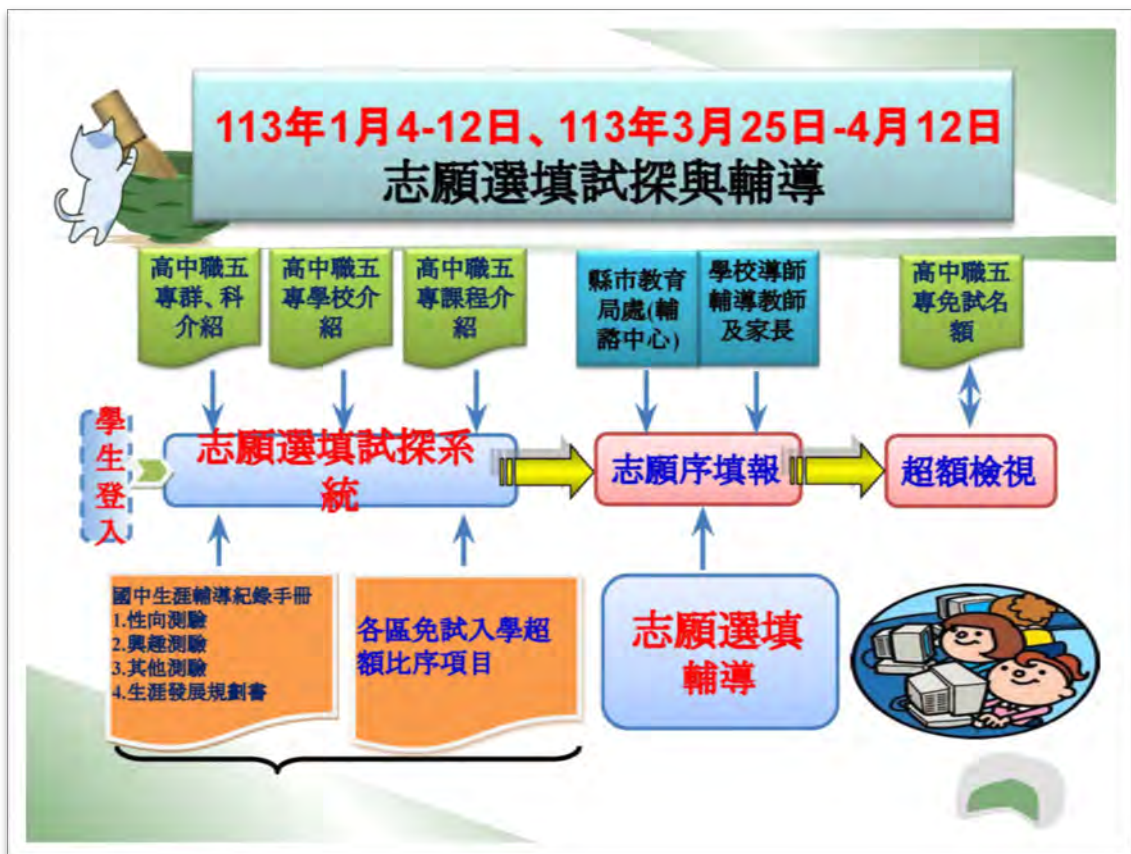 113年1月4-12日、113年3月25日-4月12日
志願選填試探與輔導
高中職五
專群、科
介紹
高中職五
專學校介
紹
高中職五
專課程介
紹
縣市教育
局處(輔
諮中心)
學校導師
輔導教師
及家長
高中職五
專免試名
額
學
生
登
入
志願選填試探系
統
志願序填報
超額檢視
國中生涯輔導紀錄手冊
1.性向測驗
2.興趣測驗
3.其他測驗
4.生涯發展規劃書
各區免試入學超
額比序項目
志願選填
輔導